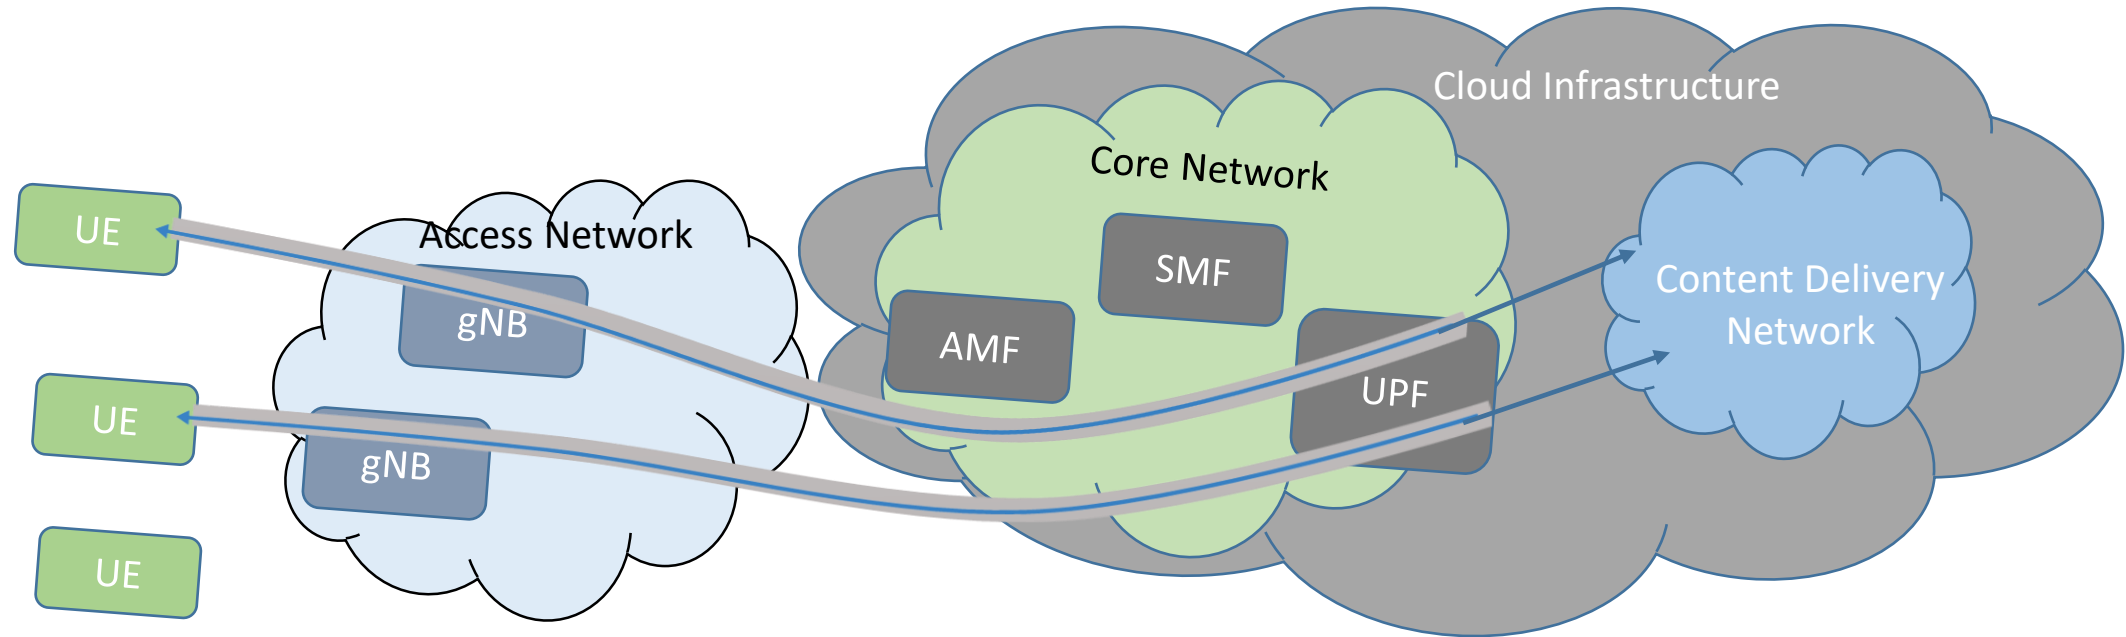 Cloud Infrastructure
Core Network
Access Network
UE
SMF
Content Delivery
Network
gNB
AMF
UPF
UE
gNB
UE